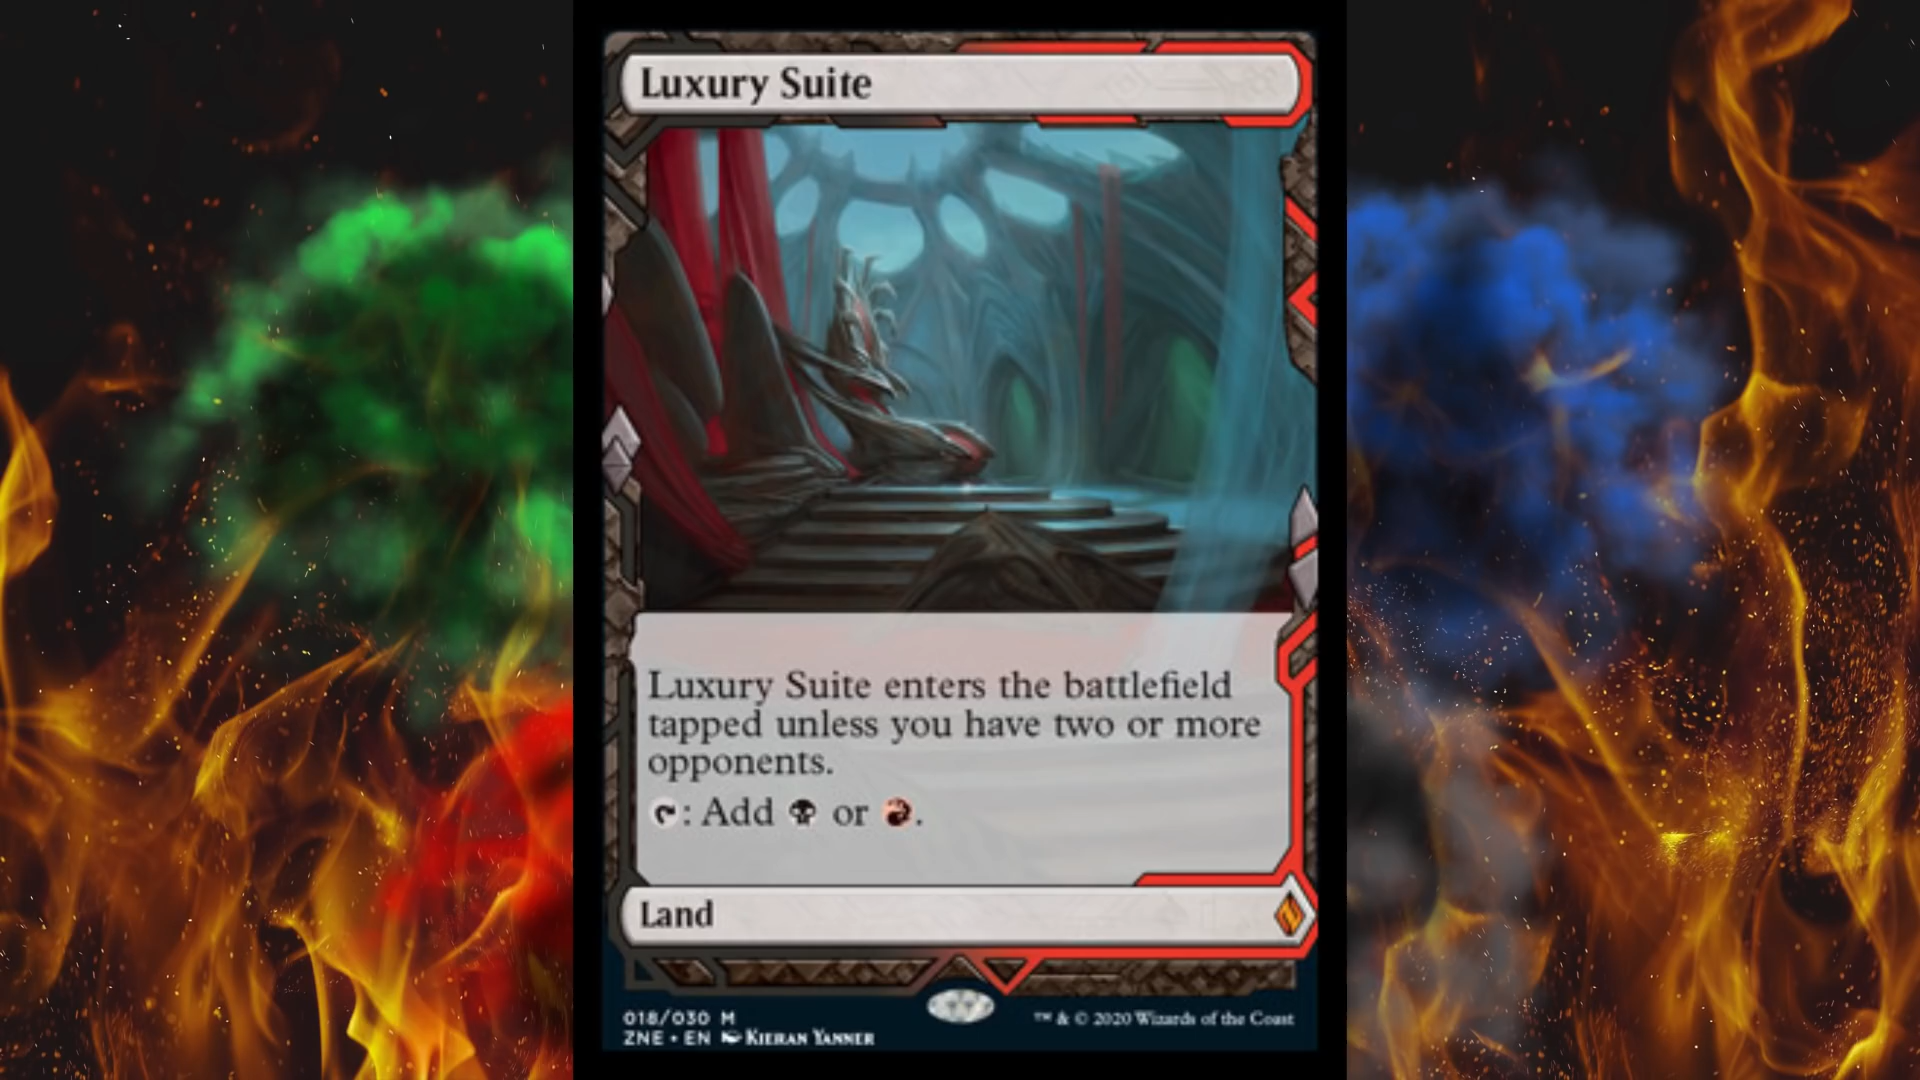 Luxury Suite
Luxury Suite enters the battlefield
tapped unless you have two or more
opponents.
: Add or .
Land
018/030 M
ZNE • EN KIERAN YANNER
™ & © 2020 Wizards of the Coast